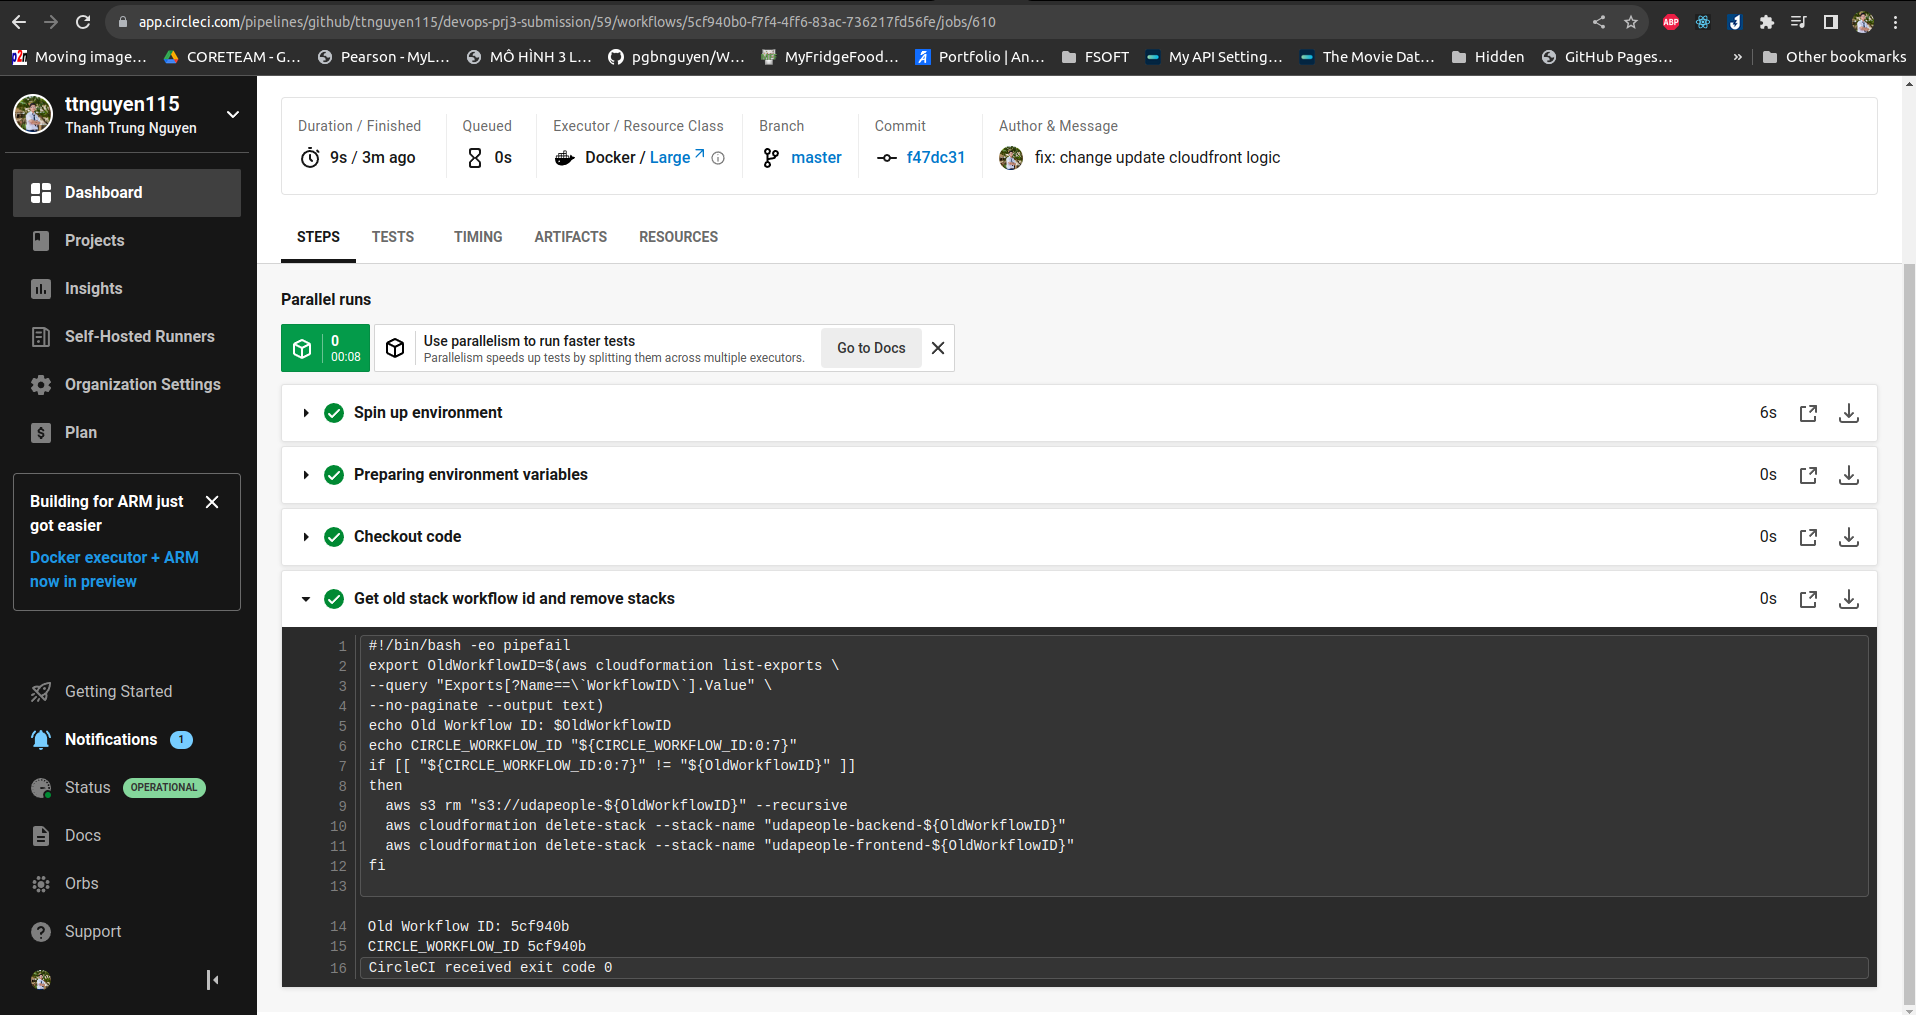 app.circleci.com/pipelines/github/ttnguyen115/devops-prj3-submission/59/workflows/5cf940b0-f7f4-4ff6-83ac-736217fd56fe/jobs/610
ABP
Moving image... CORETEAM - G... Pearson - MyL... MÔ HÌNH 3 L... pgbnguyen/W... MyFridgeFood... Portfolio | An... FSOFT My API Setting... The Movie Dat... Hidden GitHub Pages... » Other bookmarks
ttnguyen115
Thanh Trung Nguyen
Dashboard
Projects
Insights
Self-Hosted Runners
Organization Settings
Plan
Building for ARM just
got easier
Docker executor + ARM
now in preview
Getting Started
Notifications 1
Status OPERATIONAL
Docs
Orbs
Support
Duration / Finished Queued Executor / Resource Class Branch Commit Author & Message
9s / 3m ago 0s Docker / Large master f47dc31 fix: change update cloudfront logic
STEPS TESTS TIMING ARTIFACTS RESOURCES
Parallel runs
0
00:08
Use parallelism to run faster tests
Parallelism speeds up tests by splitting them across multiple executors.
Go to Docs
Spin up environment 6s
Preparing environment variables 0s
Checkout code 0s
Get old stack workflow id and remove stacks 0s
1 #!/bin/bash -eo pipefail
2 export OldWorkflowID=$(aws cloudformation list-exports \
3 --query "Exports[?Name==\`WorkflowID\`].Value" \
4 --no-paginate --output text)
5 echo Old Workflow ID: $OldWorkflowID
6 echo CIRCLE_WORKFLOW_ID "${CIRCLE_WORKFLOW_ID:0:7}"
7 if [[ "${CIRCLE_WORKFLOW_ID:0:7}" != "${OldWorkflowID}" ]]
8 then
9   aws s3 rm "s3://udapeople-${OldWorkflowID}" --recursive
10   aws cloudformation delete-stack --stack-name "udapeople-backend-${OldWorkflowID}"
11   aws cloudformation delete-stack --stack-name "udapeople-frontend-${OldWorkflowID}"
12 fi
13
14 Old Workflow ID: 5cf940b
15 CIRCLE_WORKFLOW_ID 5cf940b
16 CircleCI received exit code 0